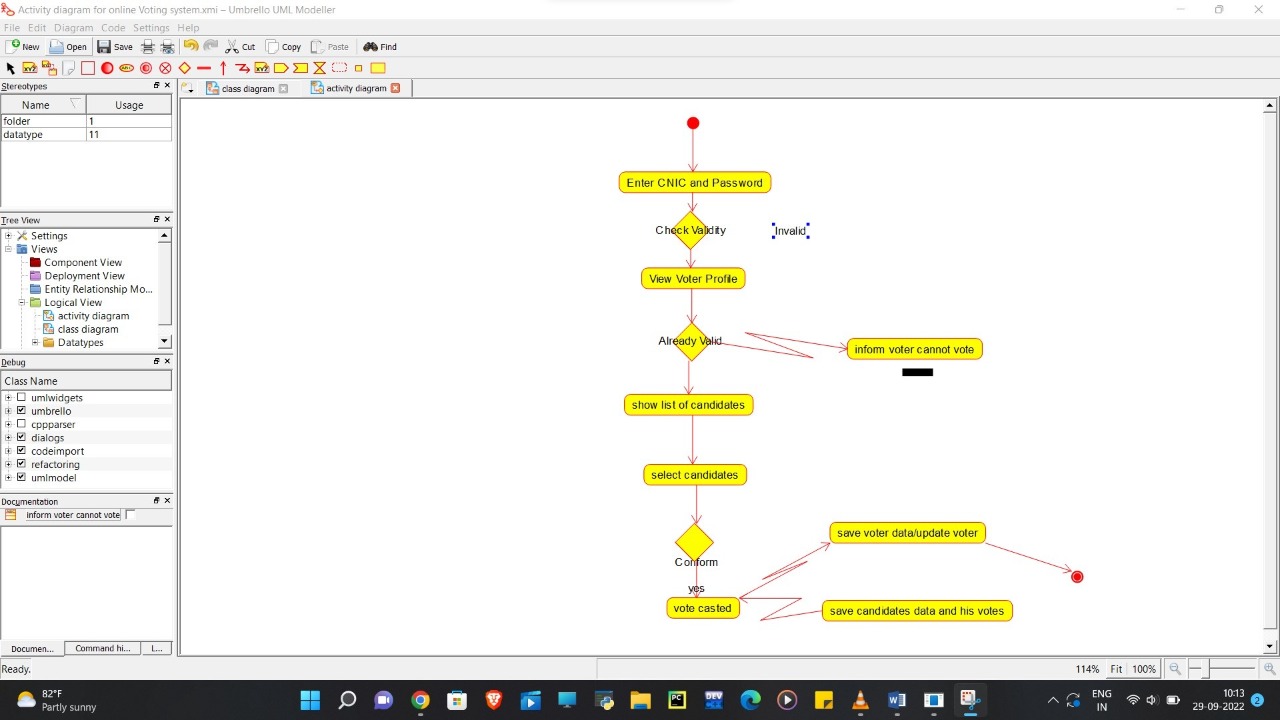 Activity diagram for online Voting system.xmi – Umbrello UML Modeller
File Edit Diagram Code Settings Help
New Open Save Cut Copy Paste Find
Stereotypes
class diagram activity diagram
Name Usage
folder 1
datatype 11
Tree View
Settings
Views
Component View
Deployment View
Entity Relationship Mo...
Logical View
activity diagram
class diagram
Datatypes
Debug
Class Name
umlwidgets
umbrello
cppparser
dialogs
codeimport
refactoring
umlmodel
Documentation
inform voter cannot vote
Documen... Command hi... L...
Enter CNIC and Password
Check Validity
Invalid
View Voter Profile
Already Valid
inform voter cannot vote
show list of candidates
select candidates
save voter data/update voter
Conform
yes
vote casted
save candidates data and his votes
Ready.
114% Fit 100%
82°F
Partly sunny
ENG
IN
10:13
29-09-2022
2